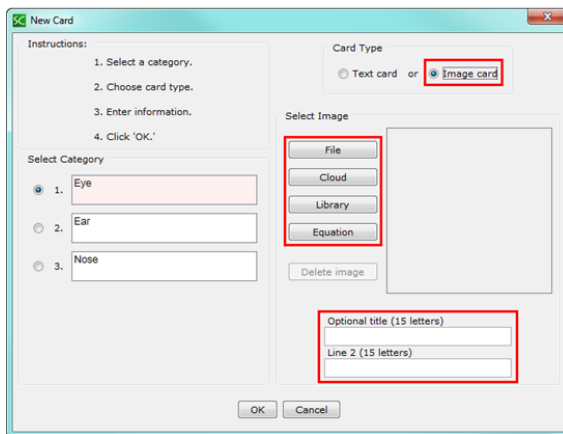 SC New Card
x
Instructions:
1. Select a category.
2. Choose card type.
3. Enter information.
4. Click 'OK.'
Card Type
Text card or Image card
Select Category
1. Eye
2. Ear
3. Nose
Select Image
File
Cloud
Library
Equation
Delete image
Optional title (15 letters)
Line 2 (15 letters)
OK Cancel